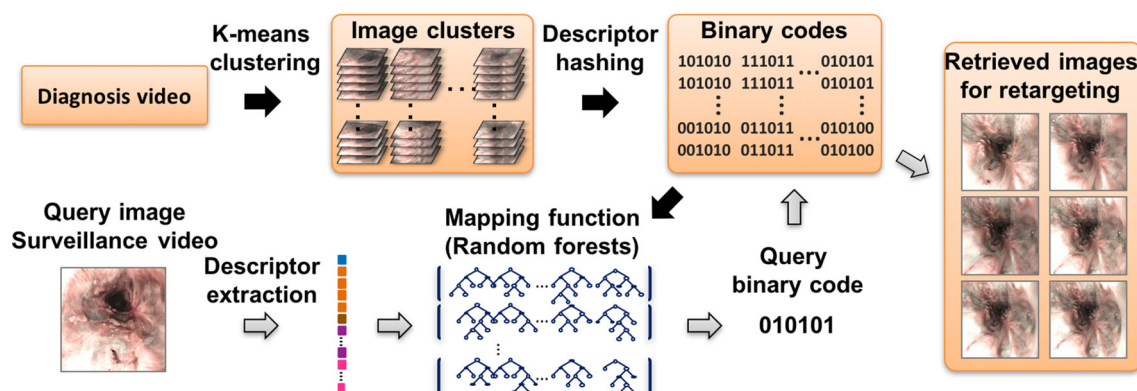 K-means
clustering
Image clusters
Descriptor
hashing
Binary codes
Diagnosis video
101010 111011 ... 010101
101010 111011 ... 010101
001010 011011 ... 010100
001010 011011 010100
Retrieved images
for retargeting
Query image
Surveillance video
Descriptor
extraction
Mapping function
(Random forests)
Query
binary code
010101